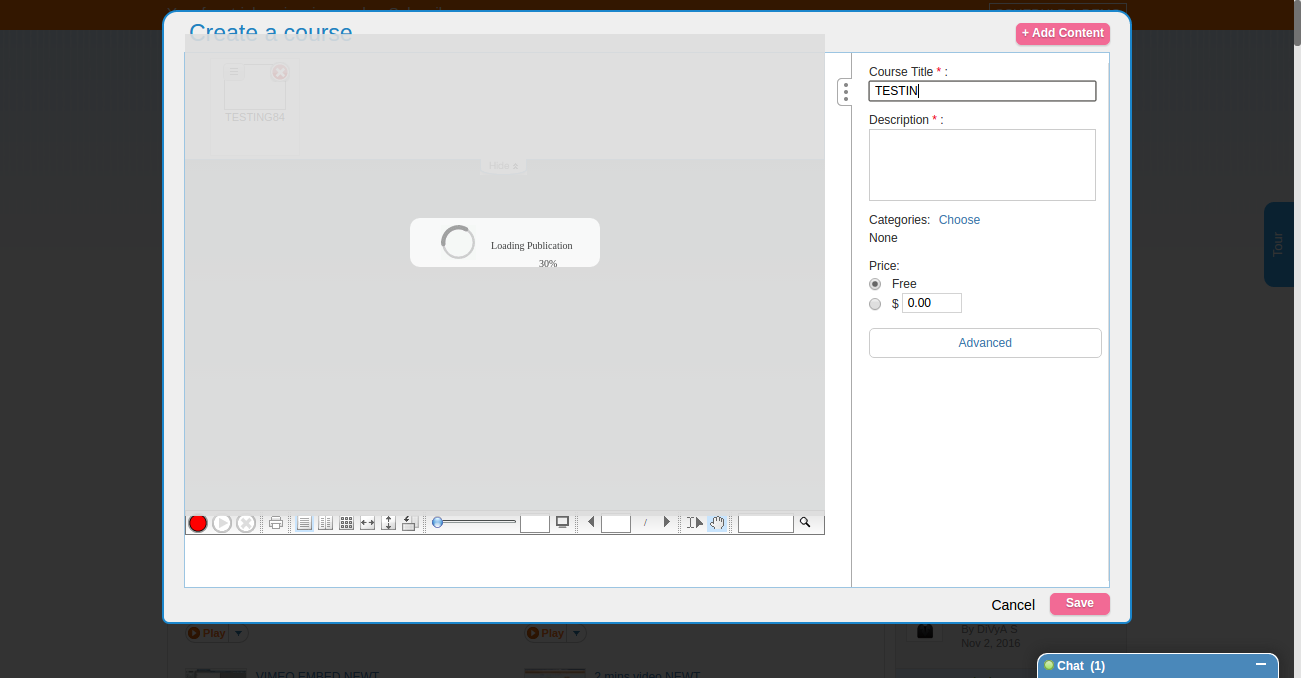 Create a course
+ Add Content
TESTING84
Hide
Loading Publication
30%
/
Course Title * :
TESTIN
Description * :
Categories: Choose
None
Price:
Free
$ 0.00
Advanced
Tour
Cancel
Save
Play
Play
By DiVyA S
Nov 2, 2016
VIMEO EMBED NEWT
2 mins video NEWT
Chat (1)